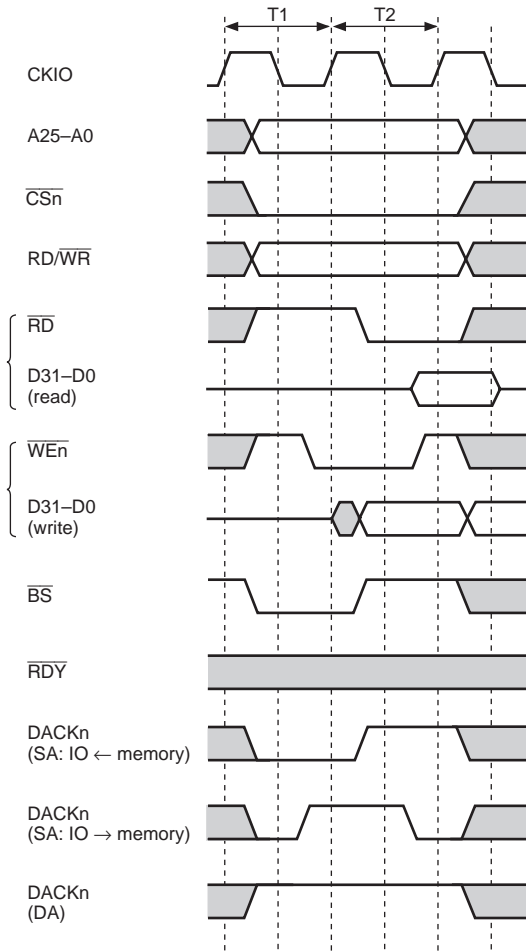 T1 T2
CKIO
A25–A0
CSn
RD/WR
RD
D31–D0
(read)
WEn
D31–D0
(write)
BS
RDY
DACKn
(SA: IO ← memory)
DACKn
(SA: IO → memory)
DACKn
(DA)